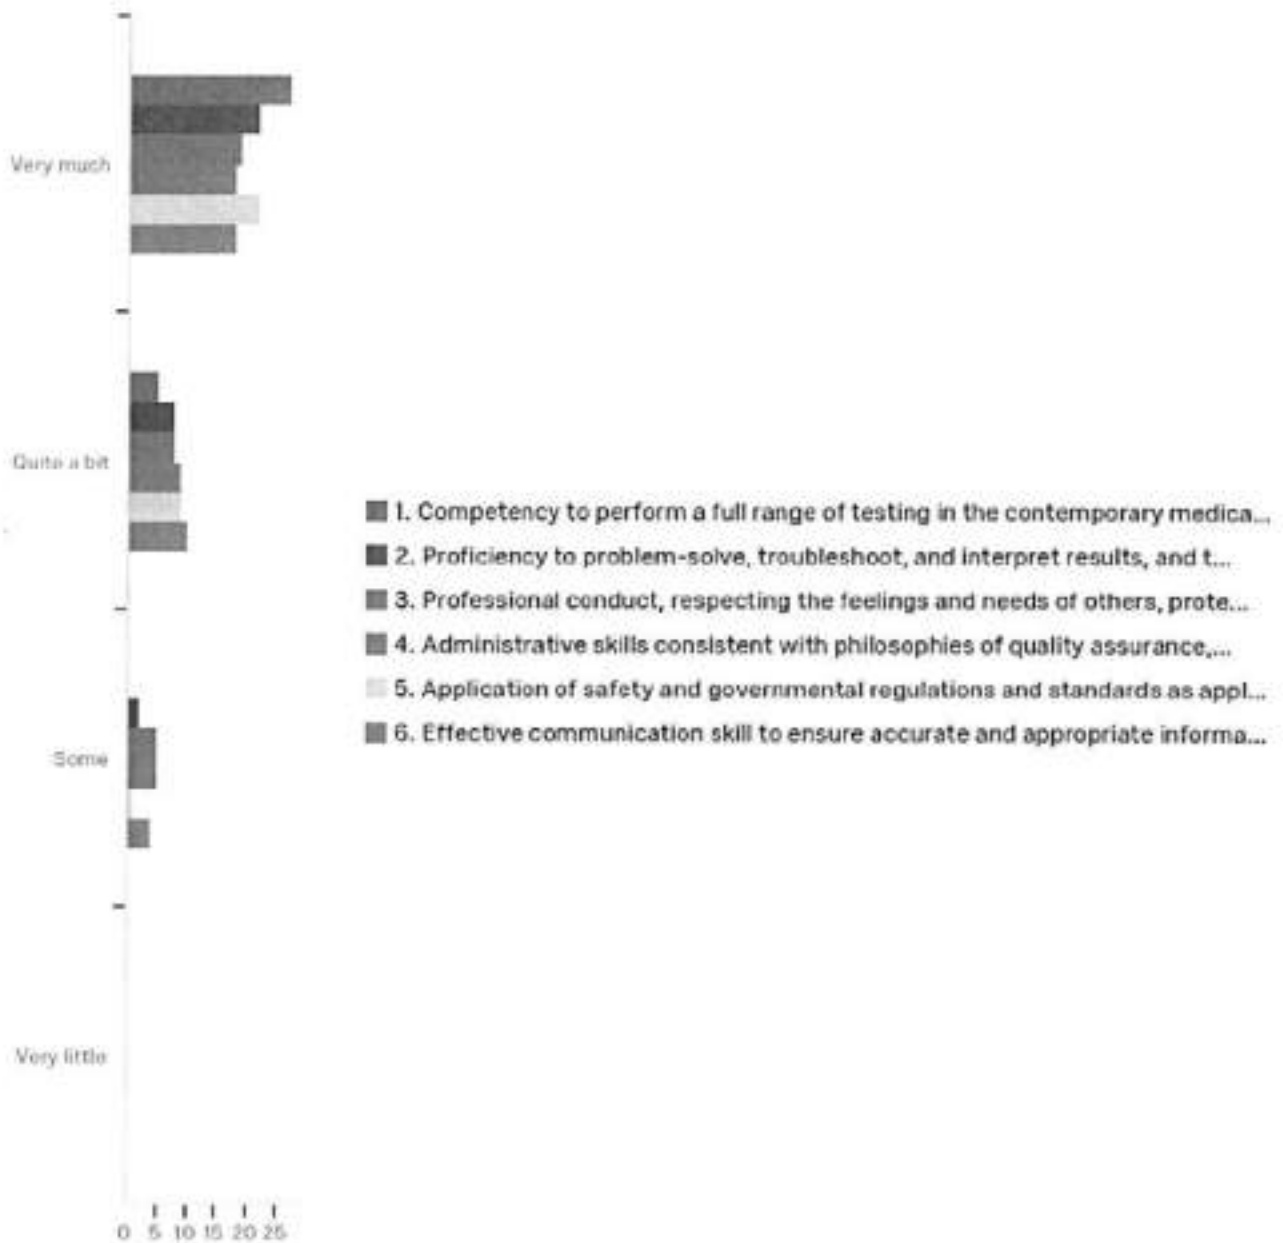 Very much
Quite a bit
1. Competency to perform a full range of testing in the contemporary medica...
2. Proficiency to problem-solve, troubleshoot, and interpret results, and t...
3. Professional conduct, respecting the feelings and needs of others, prote...
4. Administrative skills consistent with philosophies of quality assurance,...
5. Application of safety and governmental regulations and standards as appl...
6. Effective communication skill to ensure accurate and appropriate informa...
Some
Very little
0 5 10 15 20 25